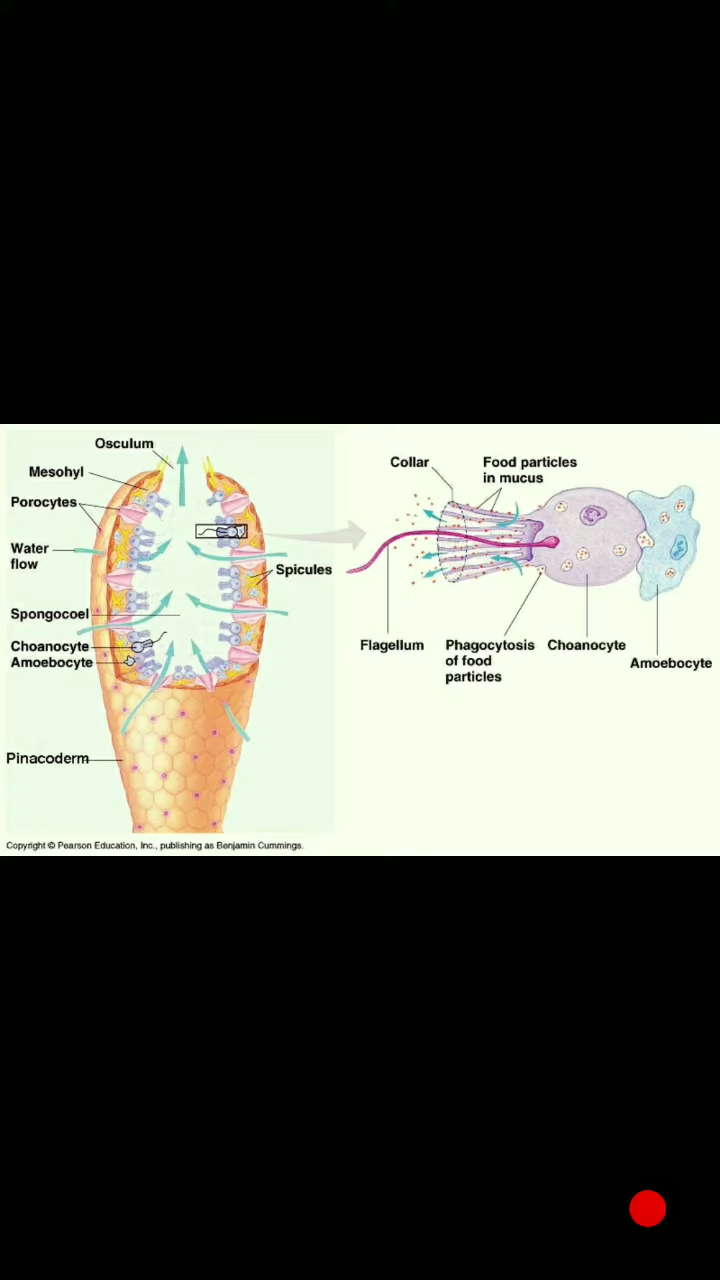 Osculum
Mesohyl
Porocytes
Water
flow
Spongocoel
Choanocyte
Amoebocyte
Pinacoderm
Spicules
Collar
Food particles
in mucus
Flagellum
Phagocytosis
of food
particles
Choanocyte
Amoebocyte
Copyright © Pearson Education, Inc., publishing as Benjamin Cummings.